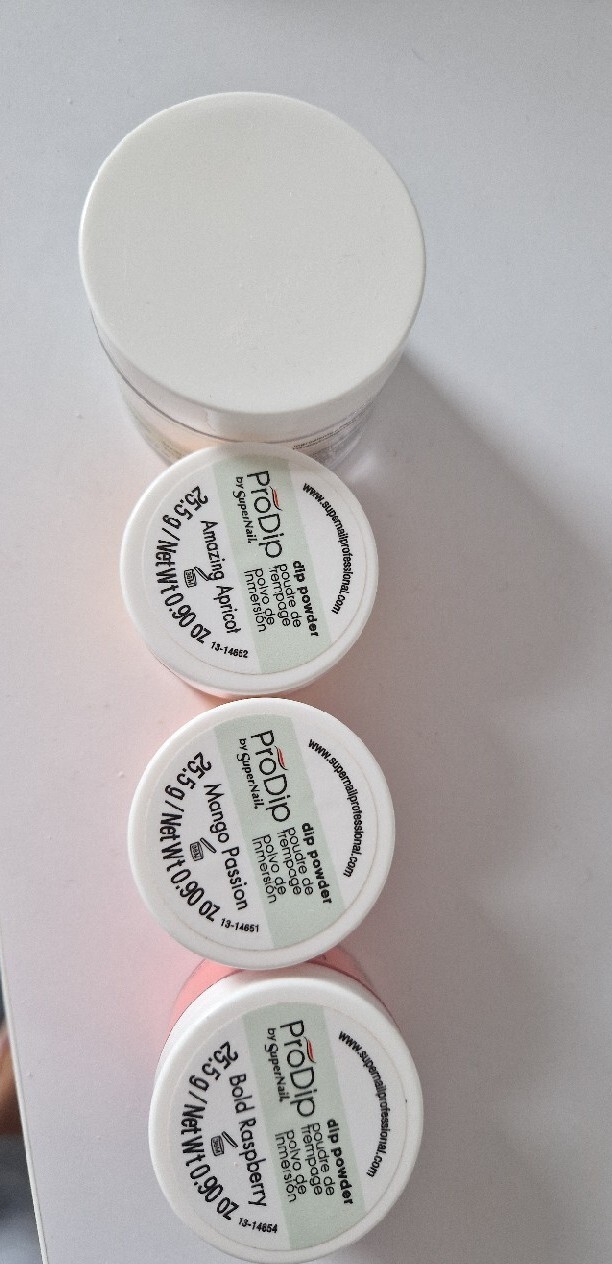 ProDip
by SuperNail.
dip powder
poudre de
trempage
polvo de
inmersión
www.supernailprofessional.com
Amazing Apricot
25.5 g / Net Wt 0.90 oz
13-14652
ProDip
by SuperNail.
dip powder
poudre de
trempage
polvo de
inmersión
www.supernailprofessional.com
Mango Passion
25.5 g / Net Wt 0.90 oz
13-14651
ProDip
by SuperNail.
dip powder
poudre de
trempage
polvo de
inmersión
www.supernailprofessional.com
Bold Raspberry
25.5 g / Net Wt 0.90 oz
13-14654